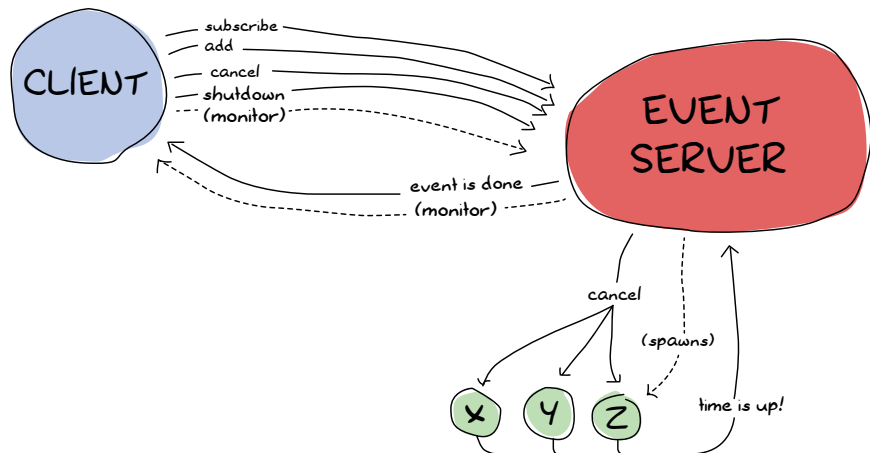 subscribe
add
cancel
shutdown
(monitor)
CLIENT
EVENT
SERVER
event is done
(monitor)
cancel
(spawns)
time is up!
X
Y
Z